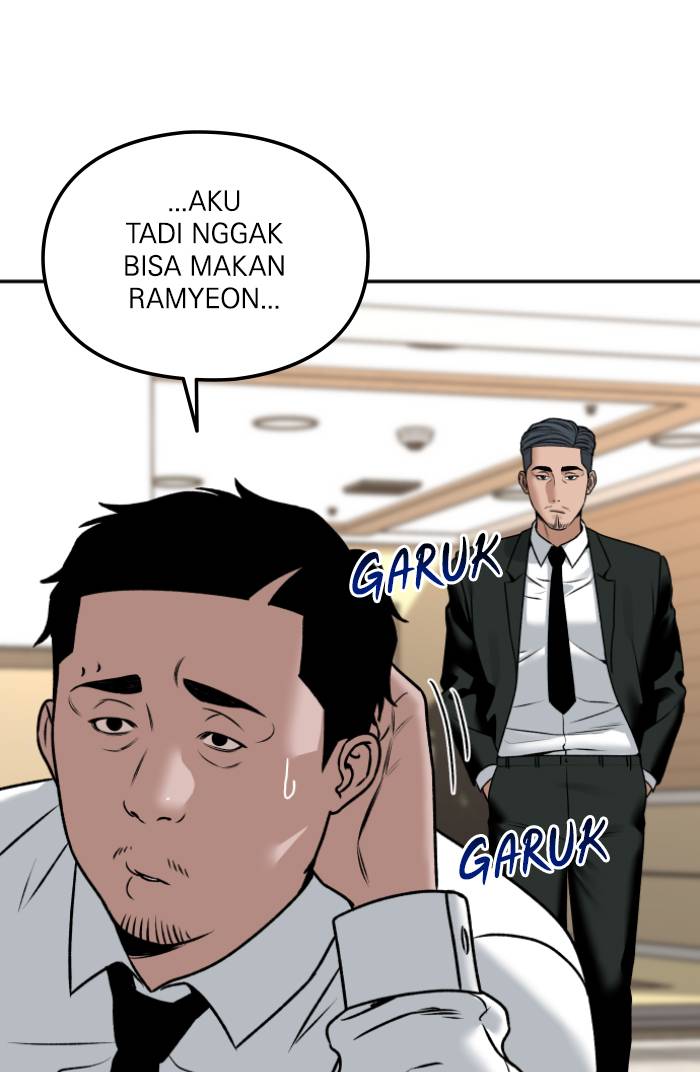 ...AKU
TADI NGGAK
BISA MAKAN
RAMYEON...
GARUK
GARUK